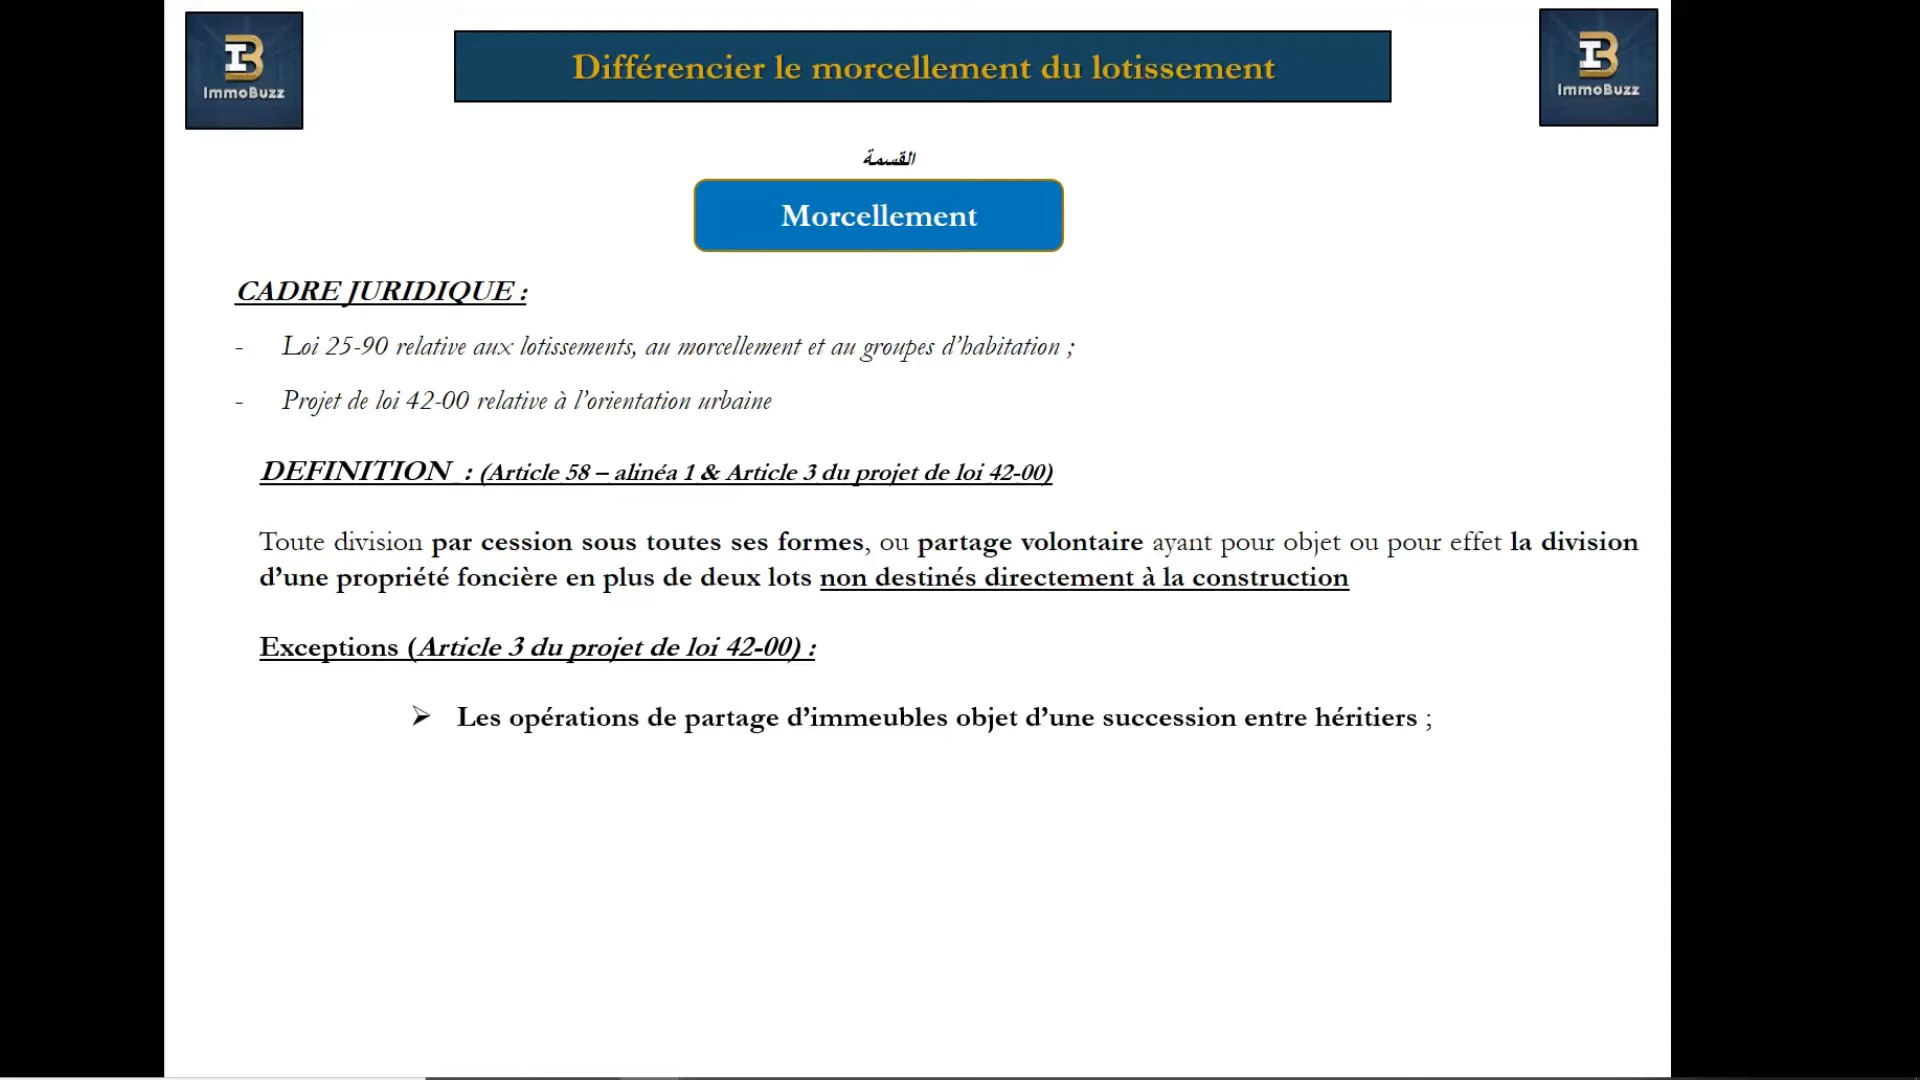 ImmoBuzz
Différencier le morcellement du lotissement
ImmoBuzz
القسمة
Morcellement
CADRE JURIDIQUE :
- Loi 25-90 relative aux lotissements, au morcellement et au groupes d’habitation ;
- Projet de loi 42-00 relative à l’orientation urbaine
DEFINITION : (Article 58 – alinéa 1 & Article 3 du projet de loi 42-00)
Toute division par cession sous toutes ses formes, ou partage volontaire ayant pour objet ou pour effet la division
d’une propriété foncière en plus de deux lots non destinés directement à la construction
Exceptions (Article 3 du projet de loi 42-00) :
➢ Les opérations de partage d’immeubles objet d’une succession entre héritiers ;